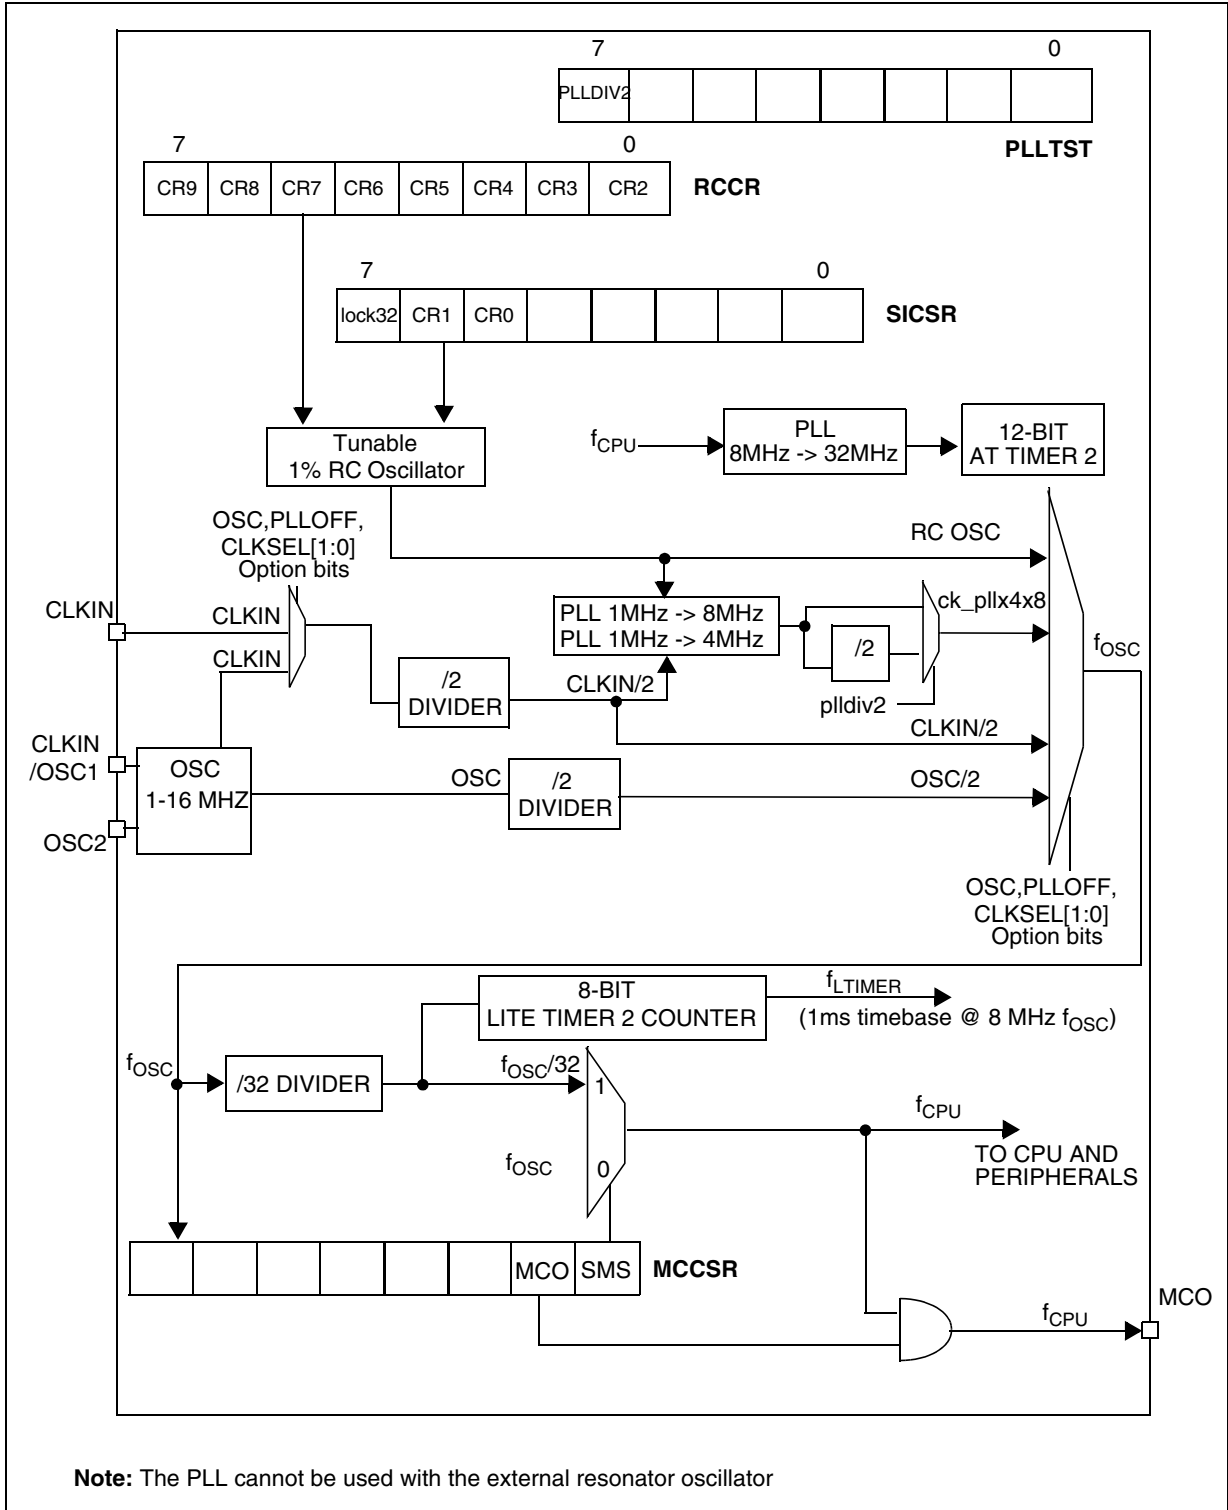 7 0
PLLDIV2
PLLTST
7 0
CR9 CR8 CR7 CR6 CR5 CR4 CR3 CR2 RCCR
7 0
lock32 CR1 CR0 SICSR
Tunable
1% RC Oscillator
fCPU
PLL
8MHz -> 32MHz
12-BIT
AT TIMER 2
OSC,PLLOFF,
CLKSEL[1:0]
Option bits
RC OSC
CLKIN
CLKIN
CLKIN
PLL 1MHz -> 8MHz
PLL 1MHz -> 4MHz
/2
ck_pllx4x8
fOSC
/2
DIVIDER
CLKIN/2
plldiv2
CLKIN/2
CLKIN
/OSC1
OSC
1-16 MHZ
OSC
/2
DIVIDER
OSC/2
OSC2
OSC,PLLOFF,
CLKSEL[1:0]
Option bits
8-BIT
LITE TIMER 2 COUNTER
fLTIMER
(1ms timebase @ 8 MHz fOSC)
fOSC
/32 DIVIDER
fOSC/32
1
fCPU
TO CPU AND
PERIPHERALS
fOSC
0
MCO SMS MCCSR
fCPU
MCO
Note: The PLL cannot be used with the external resonator oscillator